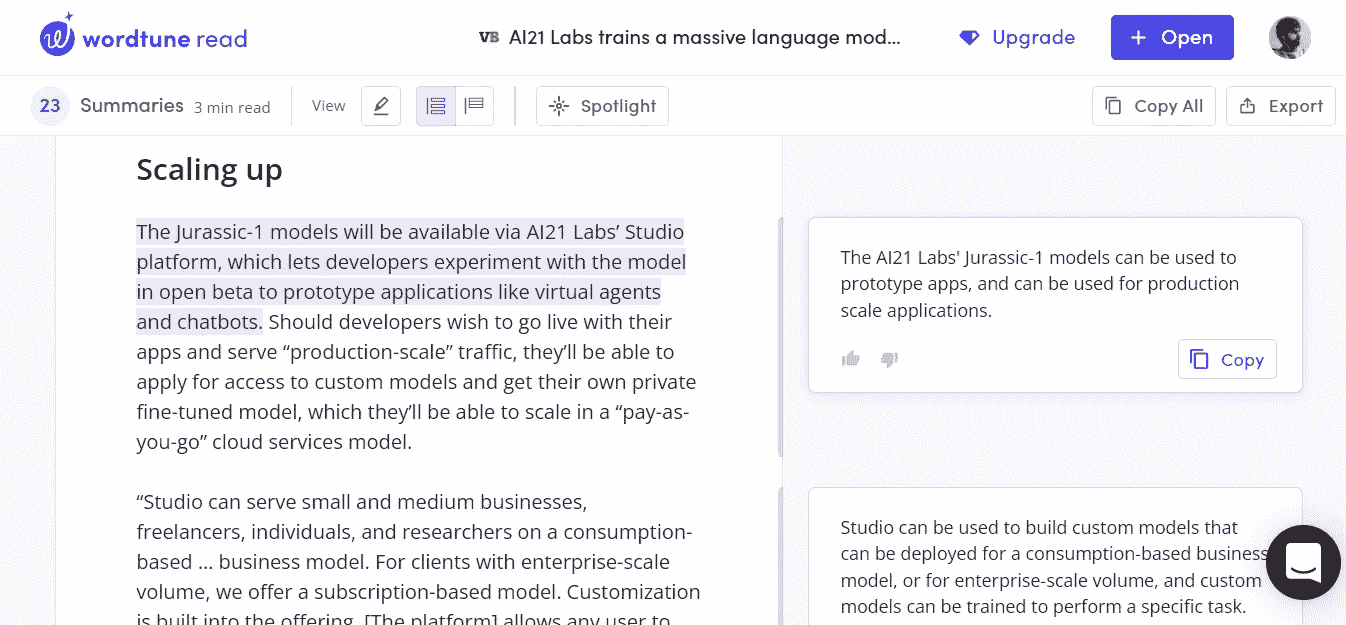 wordtune read
VB AI21 Labs trains a massive language mod...
Upgrade
+ Open
23 Summaries 3 min read
View
Spotlight
Copy All
Export
Scaling up
The Jurassic-1 models will be available via AI21 Labs’ Studio
platform, which lets developers experiment with the model
in open beta to prototype applications like virtual agents
and chatbots. Should developers wish to go live with their
apps and serve “production-scale” traffic, they’ll be able to
apply for access to custom models and get their own private
fine-tuned model, which they’ll be able to scale in a “pay-as-
you-go” cloud services model.
“Studio can serve small and medium businesses,
freelancers, individuals, and researchers on a consumption-
based ... business model. For clients with enterprise-scale
volume, we offer a subscription-based model. Customization
is built into the offering. [The platform] allows any user to
The AI21 Labs' Jurassic-1 models can be used to
prototype apps, and can be used for production
scale applications.
Copy
Studio can be used to build custom models that
can be deployed for a consumption-based business
model, or for enterprise-scale volume, and custom
models can be trained to perform a specific task.